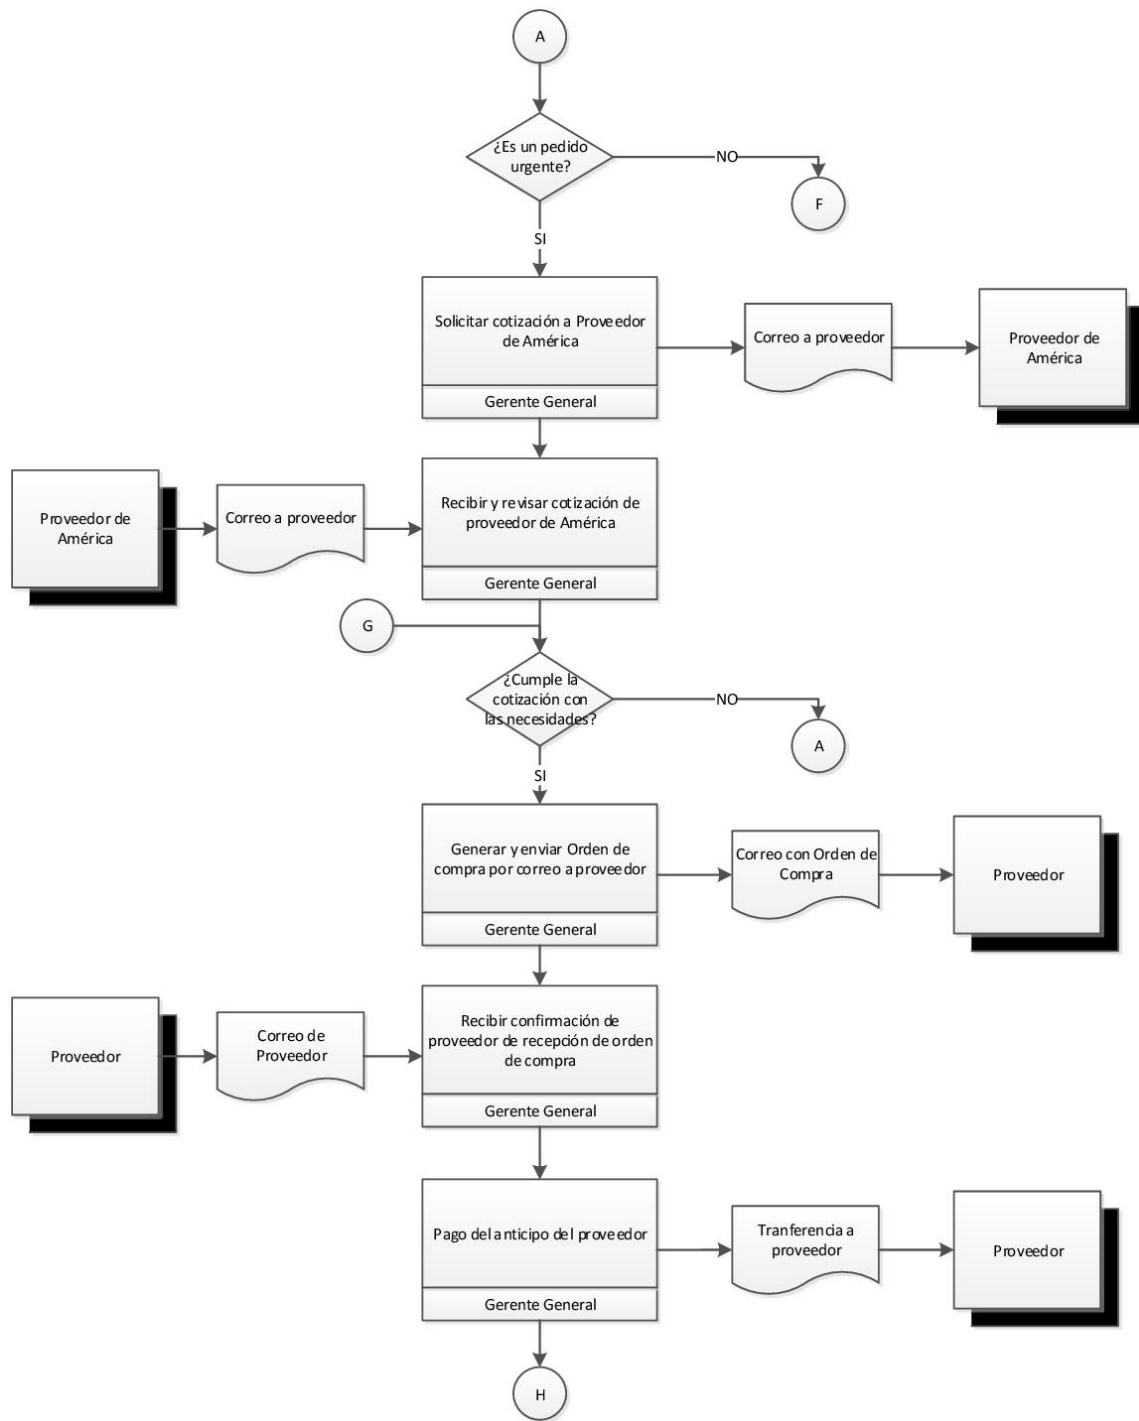 A
¿Es un pedido
urgente?
NO
F
SI
Solicitar cotización a Proveedor
de América
Gerente General
Correo a proveedor
Proveedor de
América
Proveedor de
América
Correo a proveedor
Recibir y revisar cotización de
proveedor de América
Gerente General
G
¿Cumple la
cotización con
las necesidades?
NO
A
SI
Generar y enviar Orden de
compra por correo a proveedor
Gerente General
Correo con Orden de
Compra
Proveedor
Proveedor
Correo de
Proveedor
Recibir confirmación de
proveedor de recepción de orden
de compra
Gerente General
Pago del anticipo del proveedor
Gerente General
Tranferencia a
proveedor
Proveedor
H